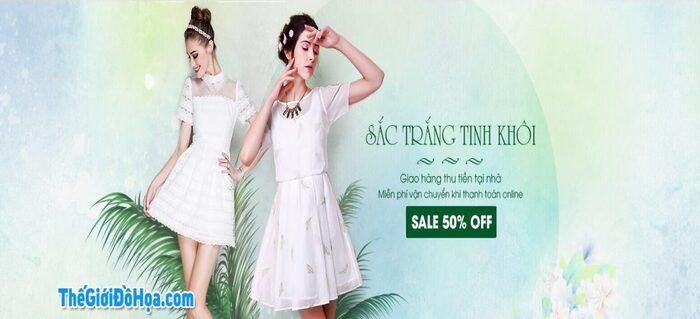 SẮC TRẮNG TINH KHÔI
Giao hàng thu tiền tại nhà
Miễn phí vận chuyển khi thanh toán online
SALE 50% OFF
ThếGiớiĐồHọa.com